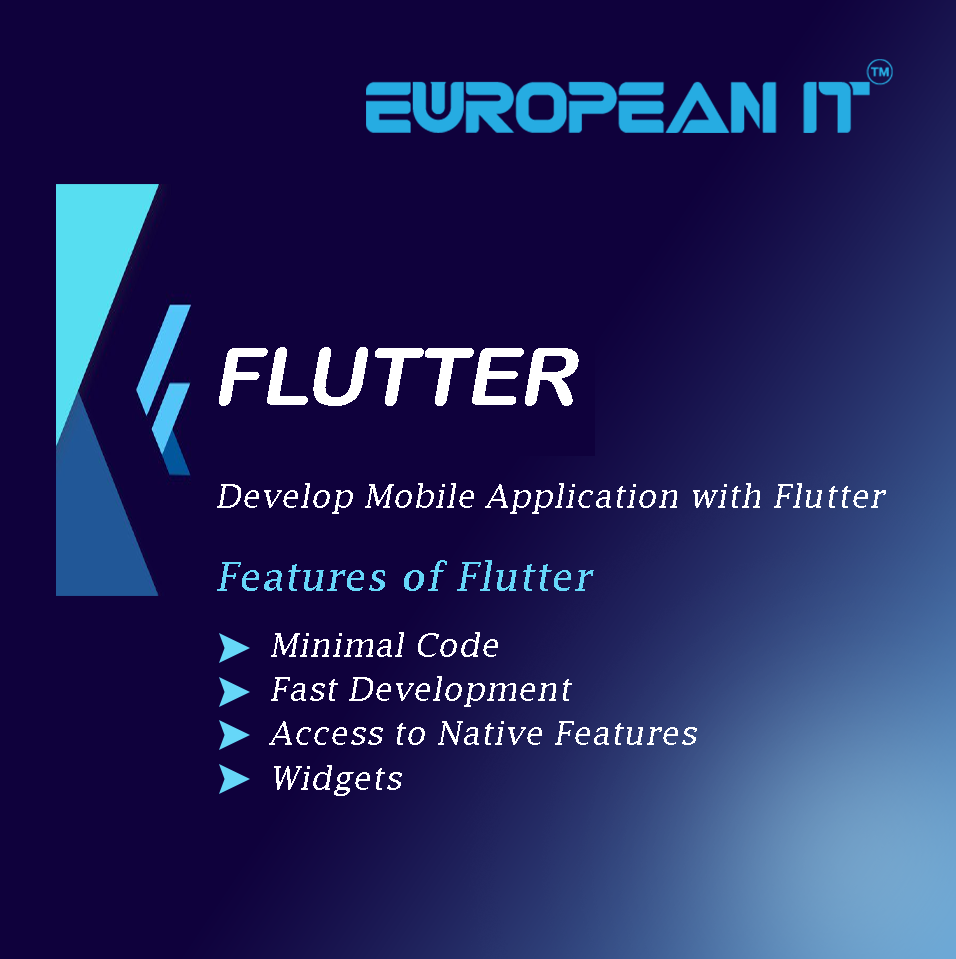 EUROPEAN IT™
FLUTTER
Develop Mobile Application with Flutter
Features of Flutter
Minimal Code
Fast Development
Access to Native Features
Widgets